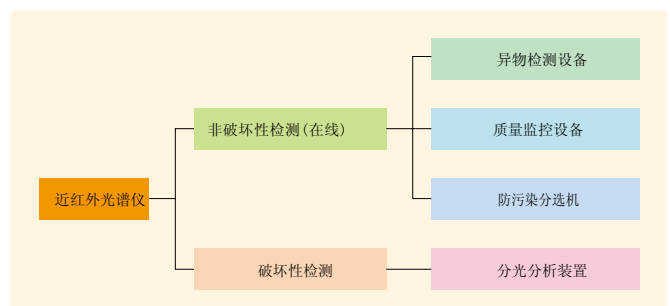 异物检测设备
非破坏性检测(在线)
质量监控设备
近红外光谱仪
防污染分选机
破坏性检测
分光分析装置